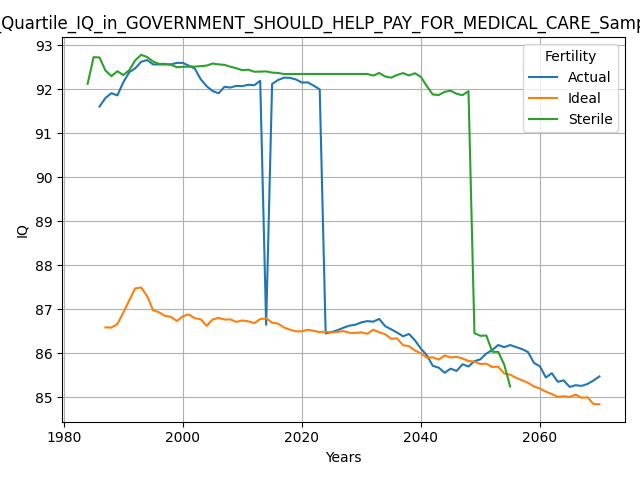 _Quartile_IQ_in_GOVERNMENT_SHOULD_HELP_PAY_FOR_MEDICAL_CARE_Samp
93
92
91
90
89
88
87
86
85
IQ
1980
2000
2020
2040
2060
Years
Fertility
Actual
Ideal
Sterile